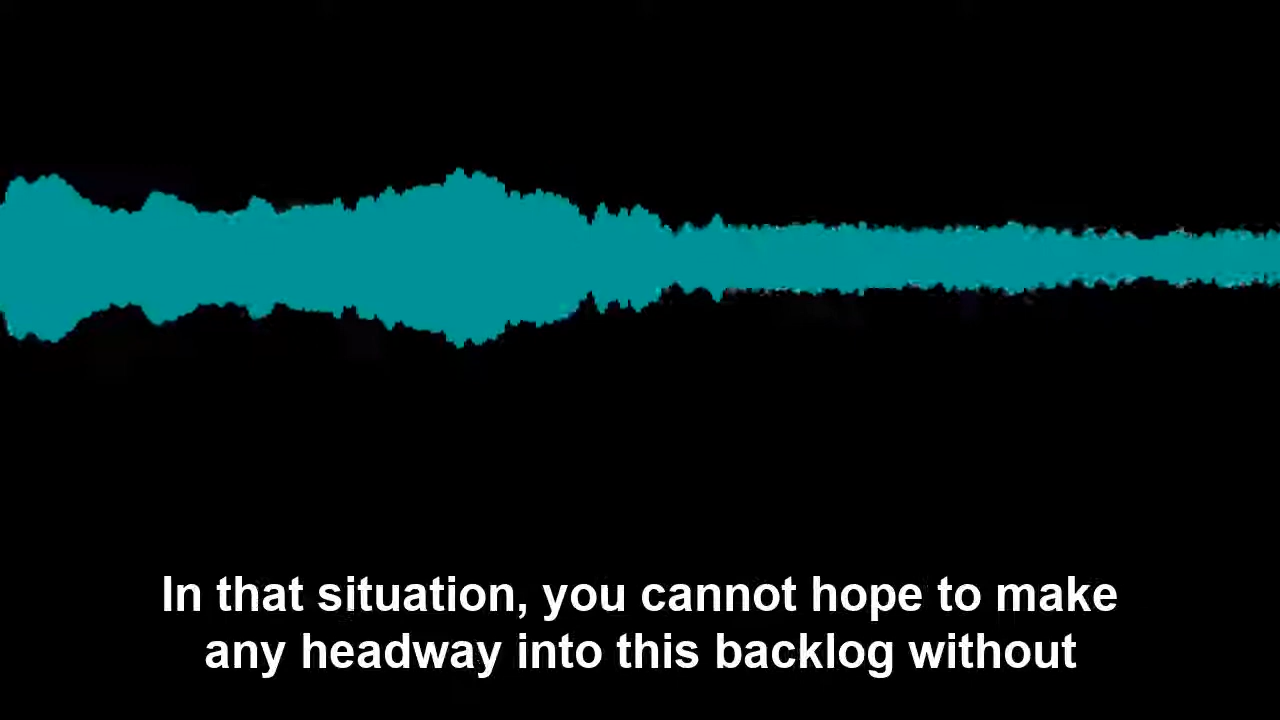 In that situation, you cannot hope to make
any headway into this backlog without